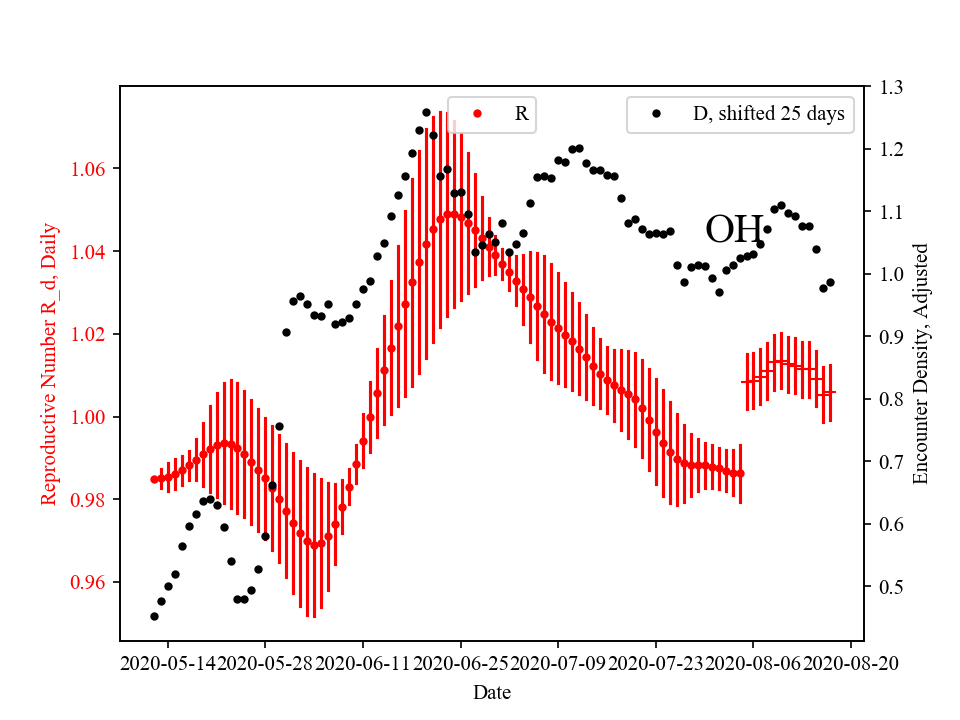 R
D, shifted 25 days
OH
Reproductive Number R_d, Daily
1.06
1.04
1.02
1.00
0.98
0.96
Encounter Density, Adjusted
1.3
1.2
1.1
1.0
0.9
0.8
0.7
0.6
0.5
2020-05-14 2020-05-28 2020-06-11 2020-06-25 2020-07-09 2020-07-23 2020-08-06 2020-08-20
Date